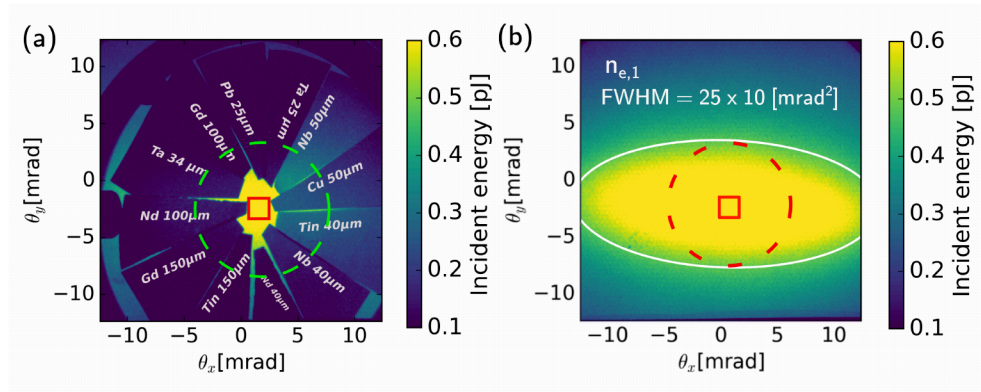 (a)
10
5
0
−5
−10
θy[mrad]
−10 −5 0 5 10
θx[mrad]
Pb 25µm
Ta 25 µm
Gd 100µm
Nb 50µm
Ta 34 µm
Cu 50µm
Nd 100µm
Tin 40µm
Gd 150µm
Nb 40µm
Tin 150µm
Nd 40µm
0.6
0.5
0.4
0.3
0.2
0.1
Incident energy [pJ]
(b)
10
5
0
−5
−10
θy[mrad]
−10 −5 0 5 10
θx[mrad]
ne,1
FWHM = 25 x 10 [mrad²]
0.6
0.5
0.4
0.3
0.2
0.1
Incident energy [pJ]